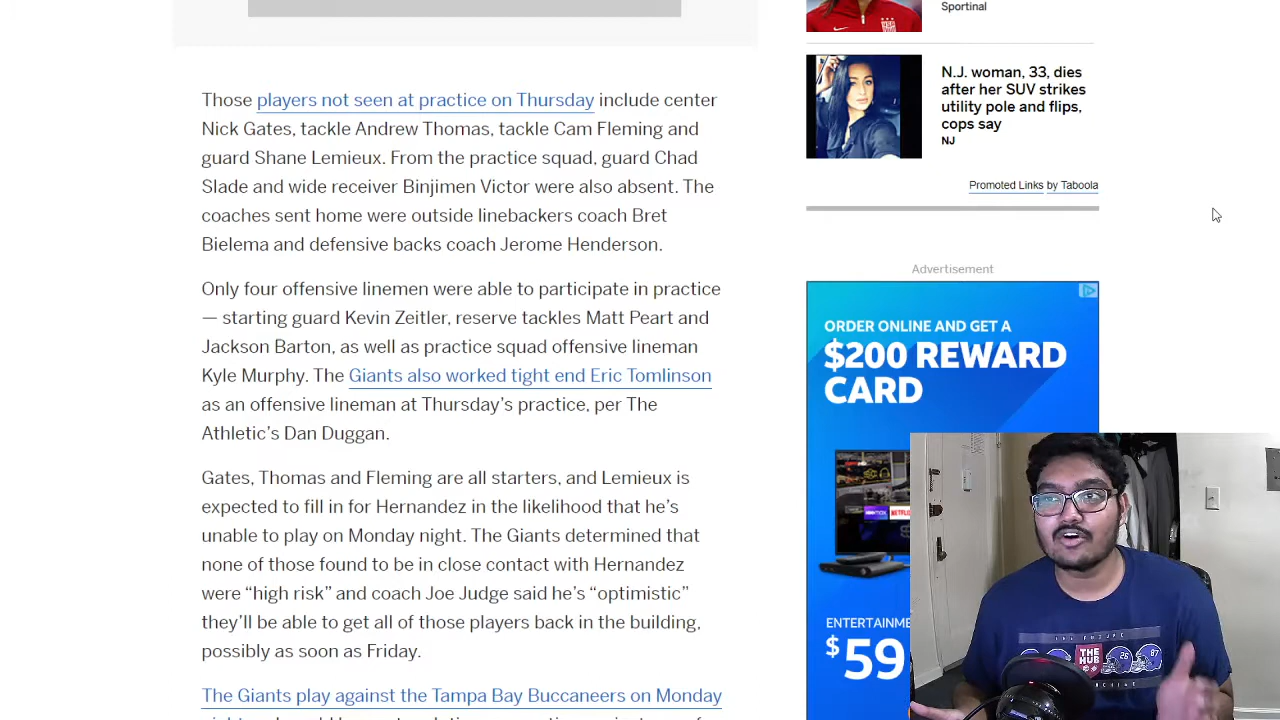 Those players not seen at practice on Thursday include center
Nick Gates, tackle Andrew Thomas, tackle Cam Fleming and
guard Shane Lemieux. From the practice squad, guard Chad
Slade and wide receiver Binjimen Victor were also absent. The
coaches sent home were outside linebackers coach Bret
Bielema and defensive backs coach Jerome Henderson.
Only four offensive linemen were able to participate in practice
— starting guard Kevin Zeitler, reserve tackles Matt Peart and
Jackson Barton, as well as practice squad offensive lineman
Kyle Murphy. The Giants also worked tight end Eric Tomlinson
as an offensive lineman at Thursday's practice, per The
Athletic's Dan Duggan.
Gates, Thomas and Fleming are all starters, and Lemieux is
expected to fill in for Hernandez in the likelihood that he's
unable to play on Monday night. The Giants determined that
none of those found to be in close contact with Hernandez
were “high risk” and coach Joe Judge said he's “optimistic”
they'll be able to get all of those players back in the building,
possibly as soon as Friday.
The Giants play against the Tampa Bay Buccaneers on Monday
Sportinal
N.J. woman, 33, dies
after her SUV strikes
utility pole and flips,
cops say
NJ
Promoted Links by Taboola
Advertisement
ORDER ONLINE AND GET A
$200 REWARD
CARD
ENTERTAINME
$59
THE
HUB